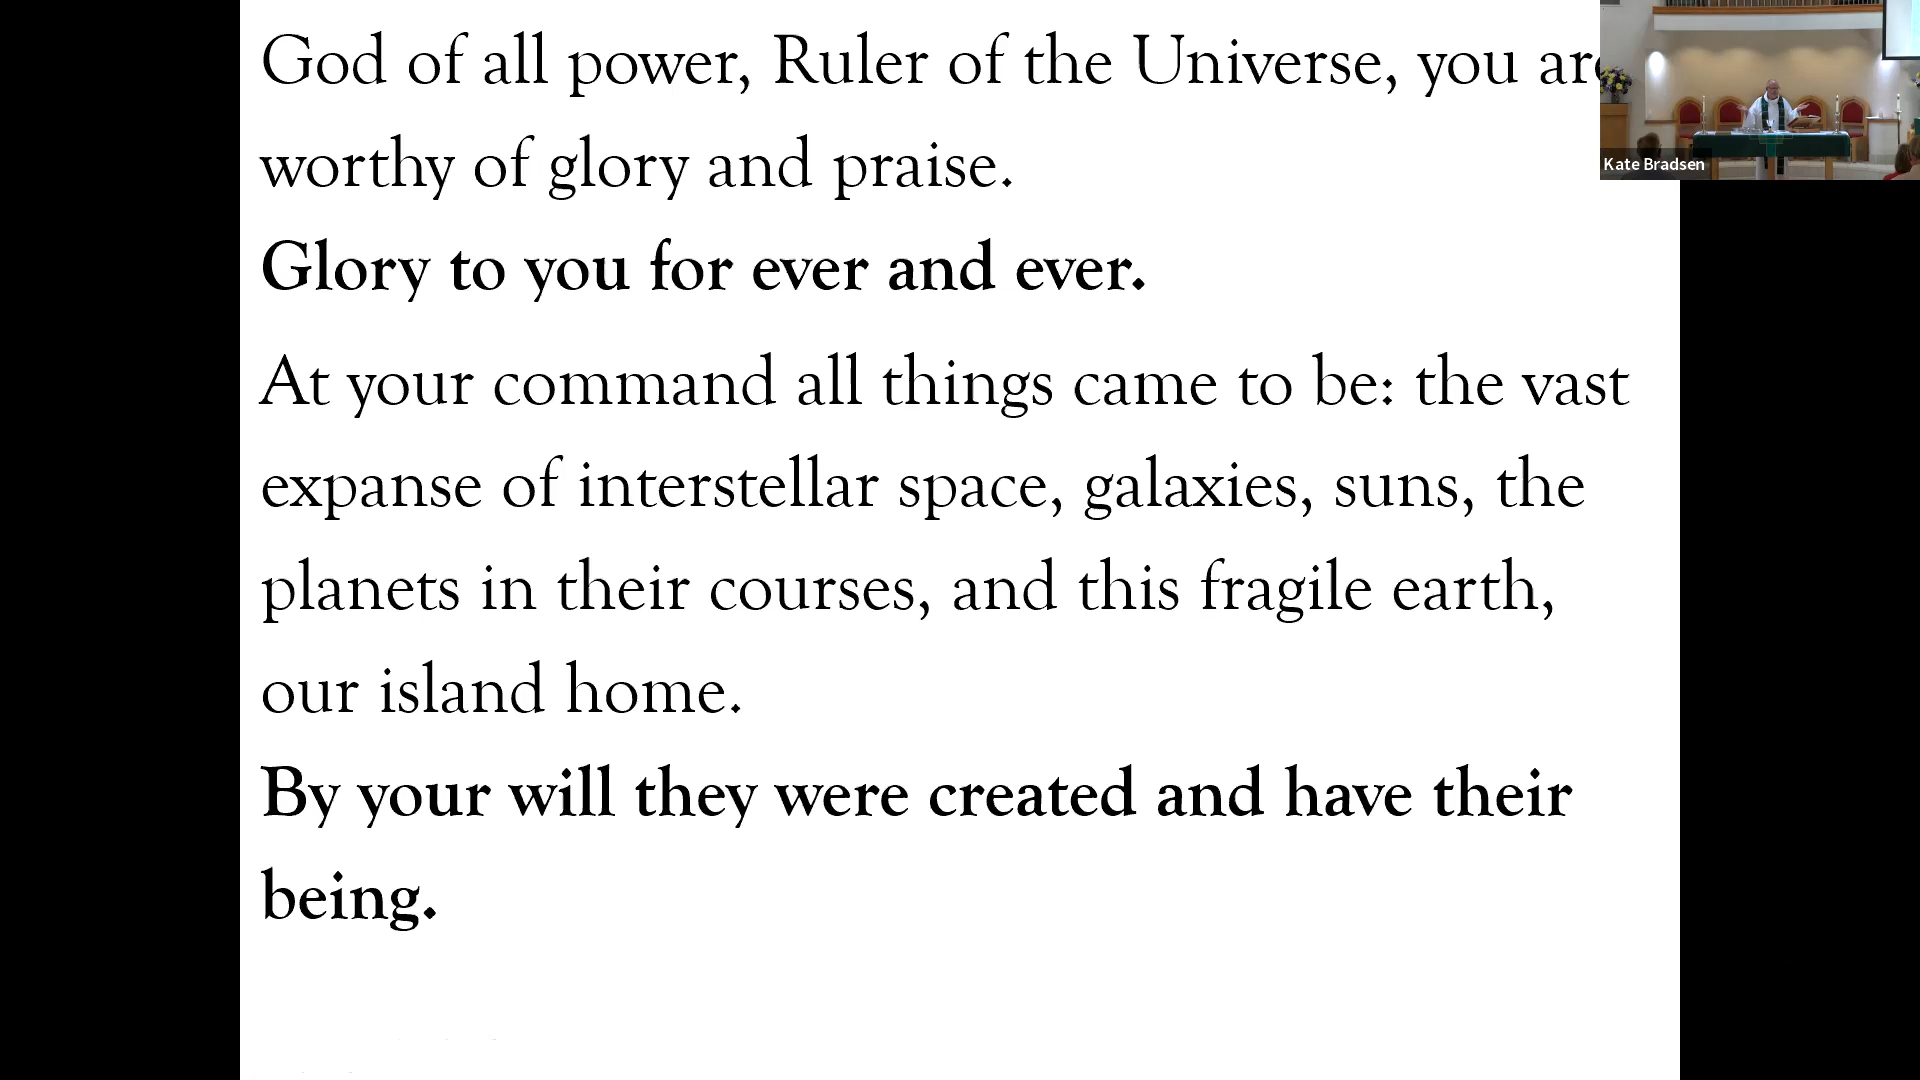 God of all power, Ruler of the Universe, you are
worthy of glory and praise.
Glory to you for ever and ever.
At your command all things came to be: the vast
expanse of interstellar space, galaxies, suns, the
planets in their courses, and this fragile earth,
our island home.
By your will they were created and have their
being.
Kate Bradsen